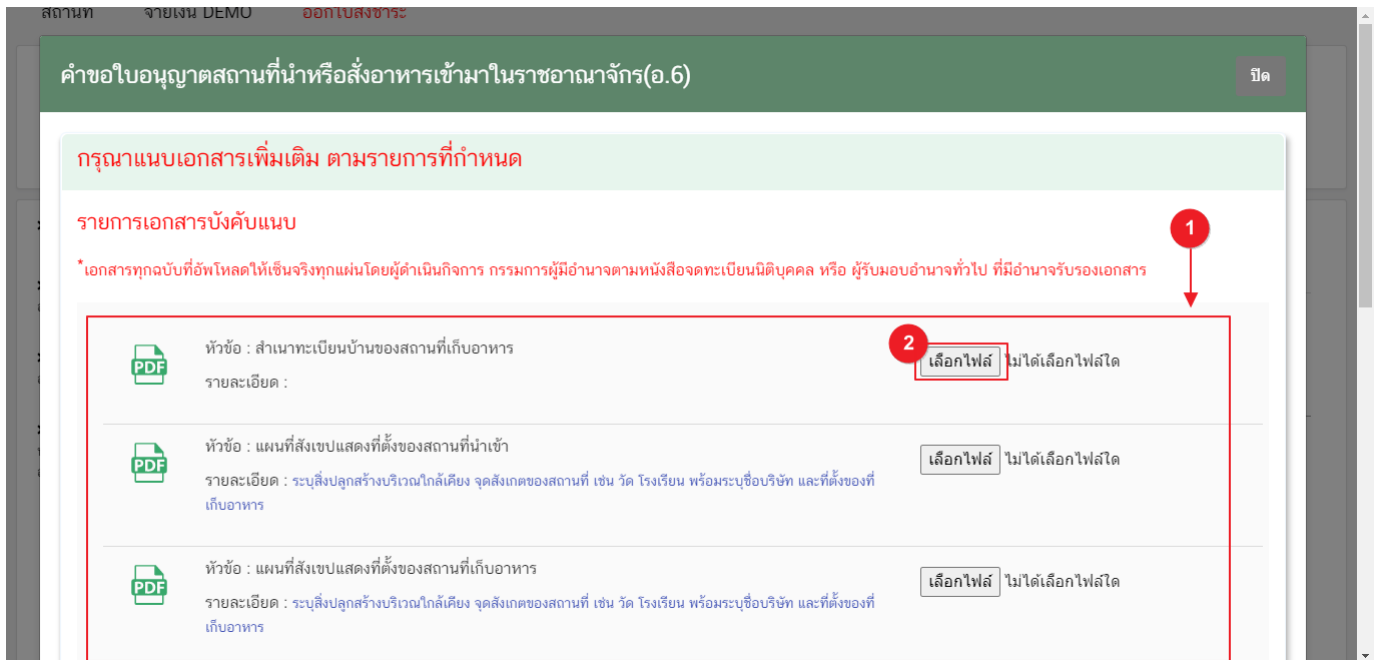 สถานที่ จ่ายเงิน DEMO ออกใบสั่งชำระ
คำขอใบอนุญาตสถานที่นำหรือสั่งอาหารเข้ามาในราชอาณาจักร(อ.6)
ปิด
กรุณาแนบเอกสารเพิ่มเติม ตามรายการที่กำหนด
รายการเอกสารบังคับแนบ
1
*เอกสารทุกฉบับที่อัพโหลดให้เซ็นจริงทุกแผ่นโดยผู้ดำเนินกิจการ กรรมการผู้มีอำนาจตามหนังสือจดทะเบียนนิติบุคคล หรือ ผู้รับมอบอำนาจทั่วไป ที่มีอำนาจรับรองเอกสาร
PDF
หัวข้อ : สำเนาทะเบียนบ้านของสถานที่เก็บอาหาร
รายละเอียด :
2
เลือกไฟล์ ไม่ได้เลือกไฟล์ใด
PDF
หัวข้อ : แผนที่สังเขปแสดงที่ตั้งของสถานที่นำเข้า
รายละเอียด : ระบุสิ่งปลูกสร้างบริเวณใกล้เคียง จุดสังเกตของสถานที่ เช่น วัด โรงเรียน พร้อมระบุชื่อบริษัท และที่ตั้งของที่
เก็บอาหาร
เลือกไฟล์ ไม่ได้เลือกไฟล์ใด
PDF
หัวข้อ : แผนที่สังเขปแสดงที่ตั้งของสถานที่เก็บอาหาร
รายละเอียด : ระบุสิ่งปลูกสร้างบริเวณใกล้เคียง จุดสังเกตของสถานที่ เช่น วัด โรงเรียน พร้อมระบุชื่อบริษัท และที่ตั้งของที่
เก็บอาหาร
เลือกไฟล์ ไม่ได้เลือกไฟล์ใด